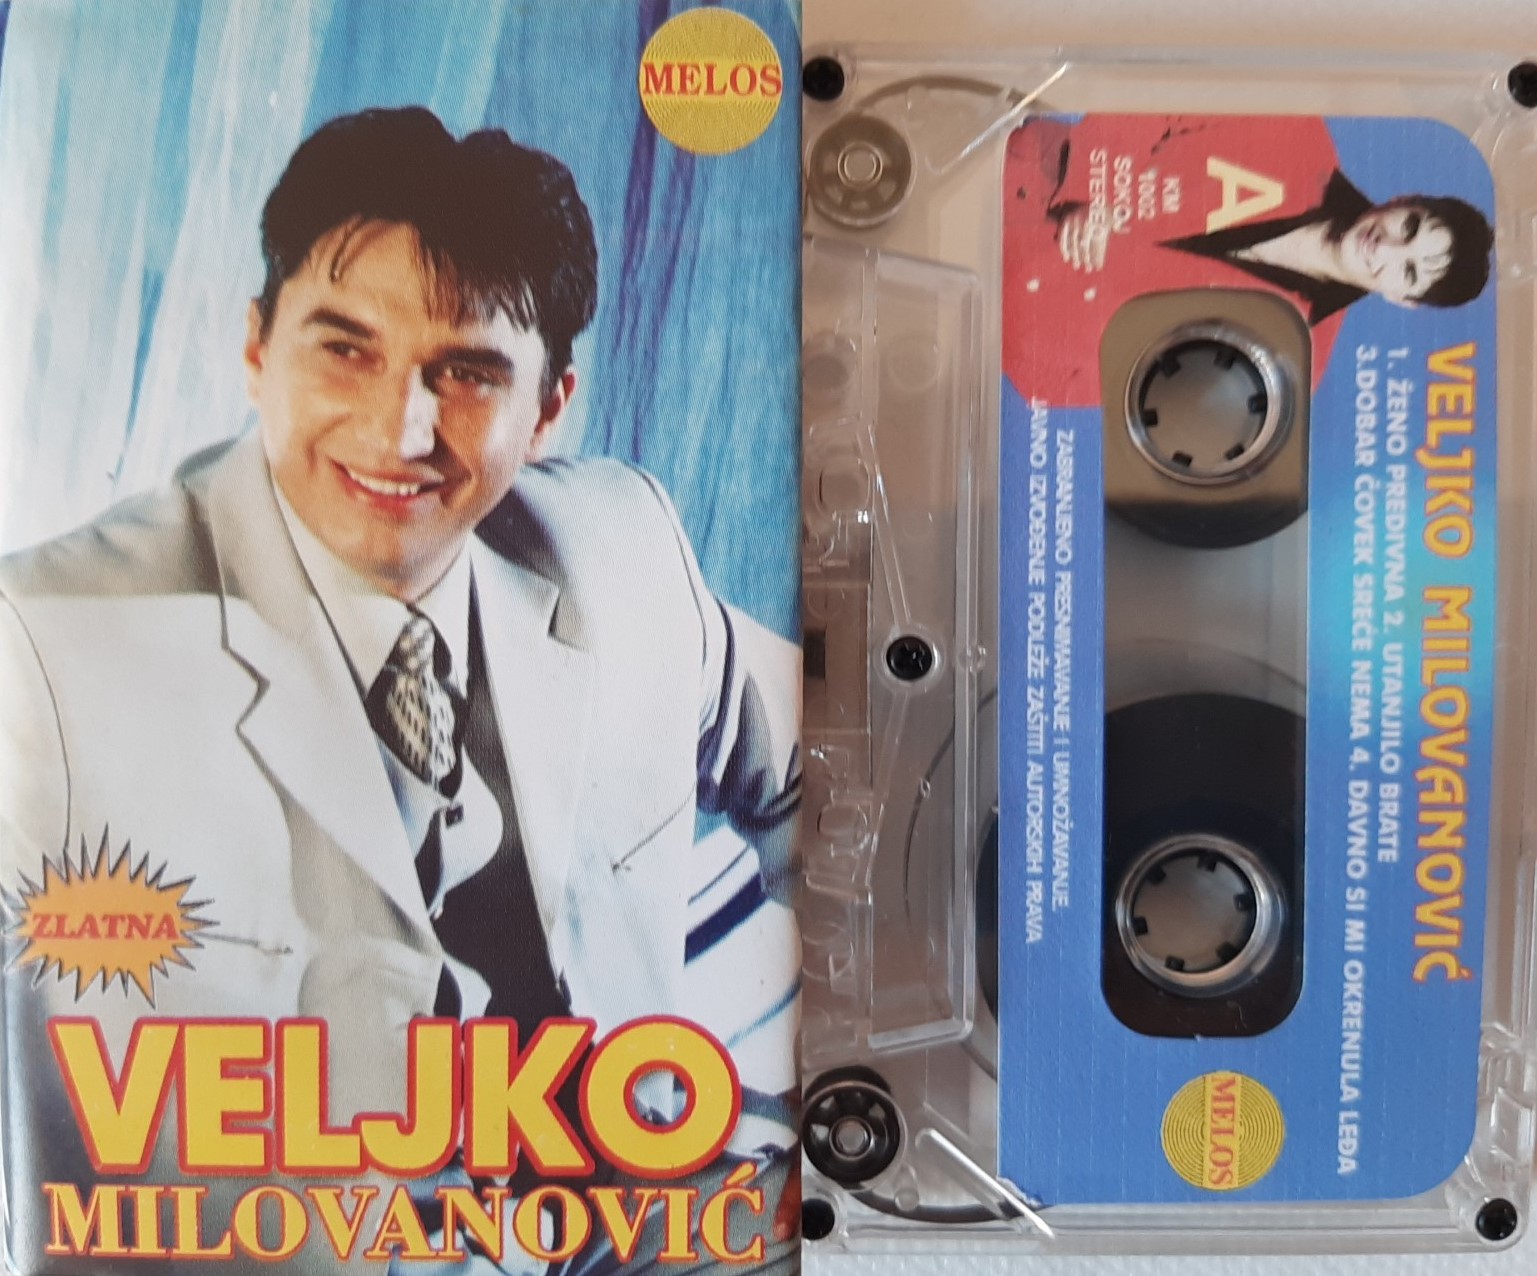 MELOS
ZLATNA
VELJKO
MILOVANOVIĆ
VELJKO MILOVANOVIĆ
1. ŽENO PREDIVNA 2. UTANJILO BRATE
3.DOBAR ČOVEK SREĆE NEMA 4. DAVNO SI MI OKRENULA LEĐA
A
KM
1002
SOKOJ
STEREO
MELOS
ZABRANJENO PRESNIMAVANJE I UMNOŽAVANJE.
JAVNO IZVOĐENJE PODLEŽE ZAŠTITI AUTORSKIH PRAVA